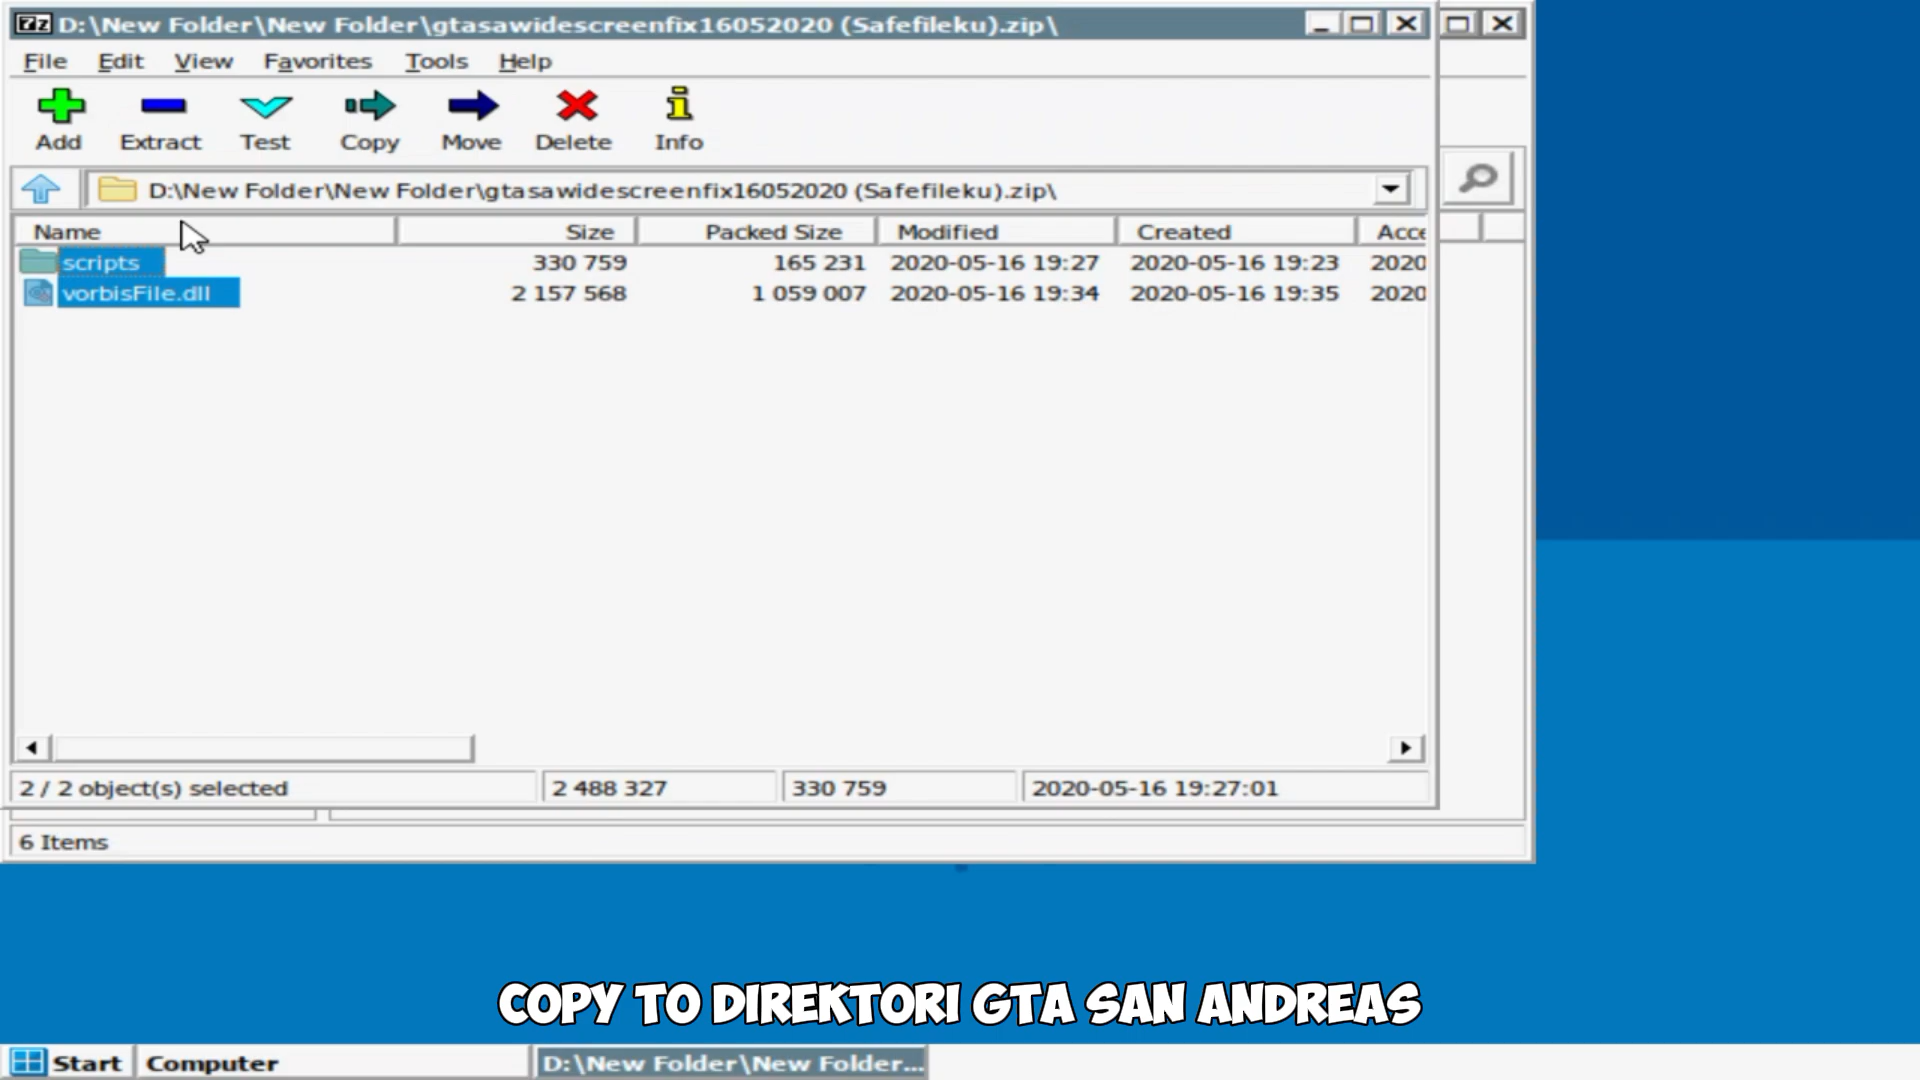 D:\New Folder\New Folder\gtasawidescreenfix16052020 (Safefileku).zip\
File Edit View Favorites Tools Help
Add Extract Test Copy Move Delete Info
D:\New Folder\New Folder\gtasawidescreenfix16052020 (Safefileku).zip\
Name Size Packed Size Modified Created Acce
scripts 330 759 165 231 2020-05-16 19:27 2020-05-16 19:23 2020
vorbisFile.dll 2 157 568 1 059 007 2020-05-16 19:34 2020-05-16 19:35 2020
2 / 2 object(s) selected 2 488 327 330 759 2020-05-16 19:27:01
6 Items
COPY TO DIREKTORI GTA SAN ANDREAS
Start Computer D:\New Folder\New Folder...